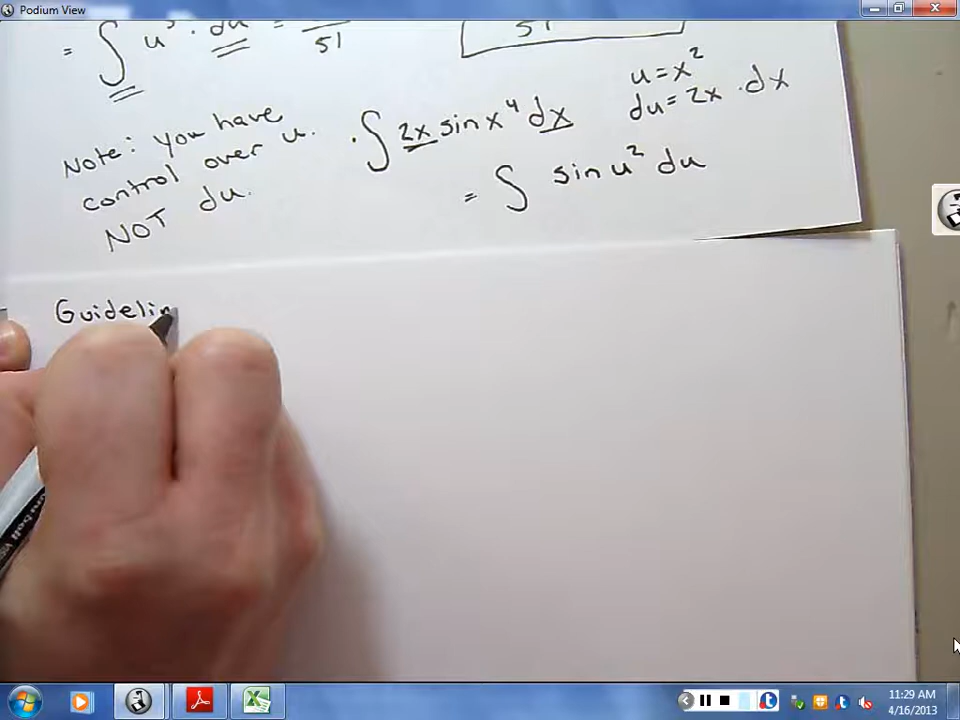 Podium View
= ∫ u · du =
51
51
Note: you have
control over u.
NOT du.
· ∫ 2x sin x⁴ dx
= ∫ sin u² du
u = x²
du = 2x · dx
Guidelin
11:29 AM
4/16/2013